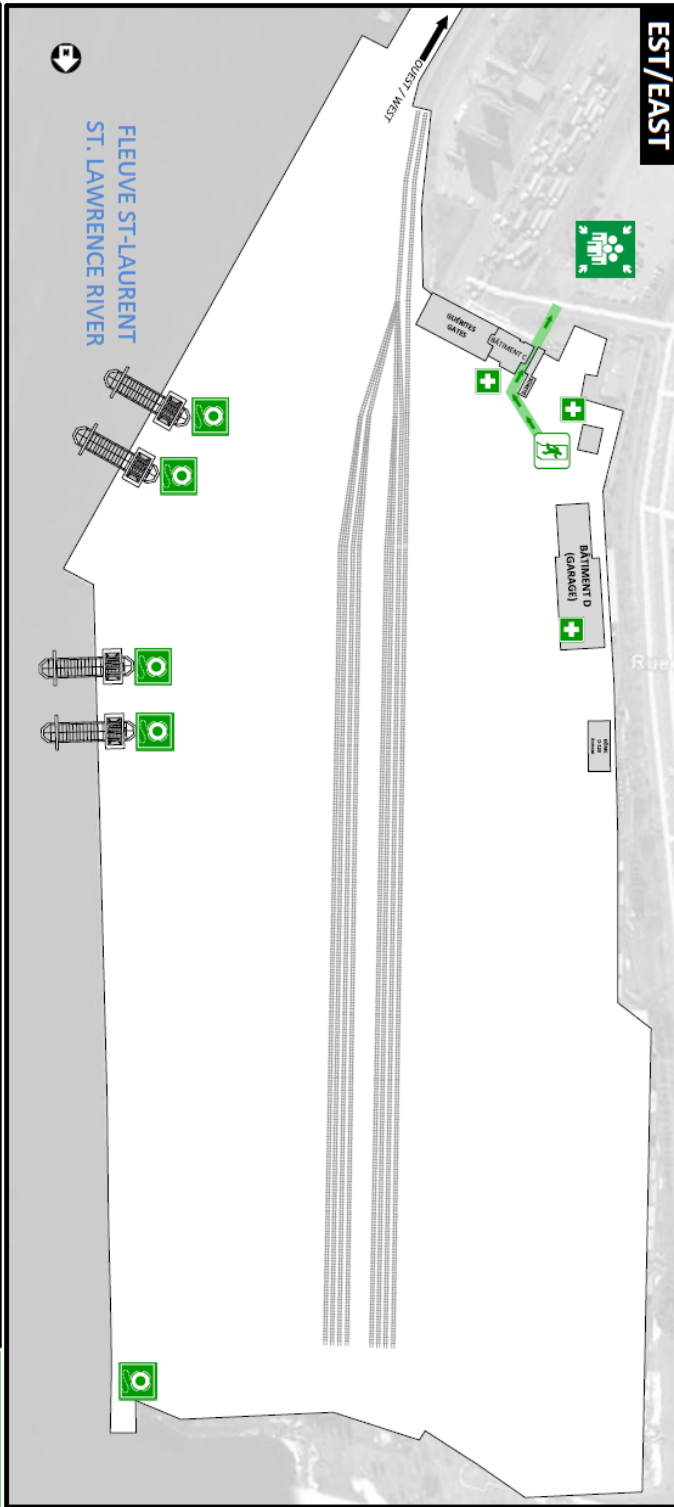 EST/EAST
N
OUEST / WEST
FLEUVE ST-LAURENT
ST. LAWRENCE RIVER
GUÉRITES
GATES
BÂTIMENT C
BÂTIMENT D
(GARAGE)
Rue